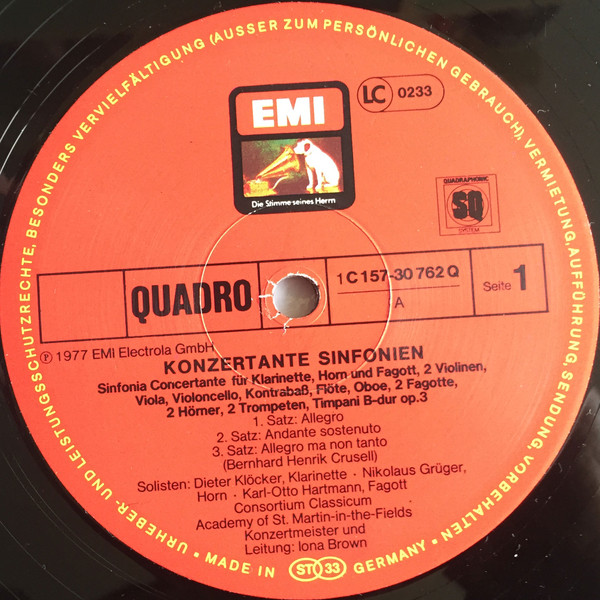 URHEBER- UND LEISTUNGSSCHUTZRECHTE, BESONDERS VERVIELFÄLTIGUNG (AUSSER ZUM PERSÖNLICHEN GEBRAUCH), VERMIETUNG, AUFFÜHRUNG, SENDUNG, VORBEHALTEN •
EMI
Die Stimme seines Herrn
LC 0233
QUADRAPHONIC
SQ
SYSTEM
QUADRO
1C 157-30 762 Q
A
Seite 1
℗ 1977 EMI Electrola GmbH
KONZERTANTE SINFONIEN
Sinfonia Concertante für Klarinette, Horn und Fagott, 2 Violinen,
Viola, Violoncello, Kontrabaß, Flöte, Oboe, 2 Fagotte,
2 Hörner, 2 Trompeten, Timpani B-dur op.3
1. Satz: Allegro
2. Satz: Andante sostenuto
3. Satz: Allegro ma non tanto
(Bernhard Henrik Crusell)
Solisten: Dieter Klöcker, Klarinette · Nikolaus Grüger,
Horn · Karl-Otto Hartmann, Fagott
Consortium Classicum
Academy of St. Martin-in-the-Fields
Konzertmeister und
Leitung: Iona Brown
• MADE IN ST 33 GERMANY •